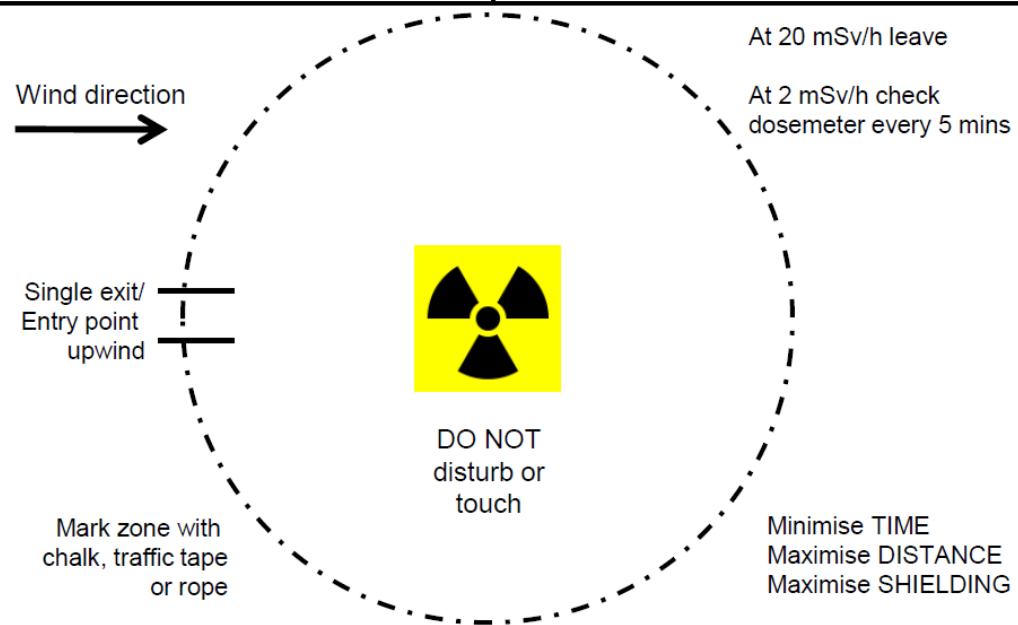 At 20 mSv/h leave
Wind direction
At 2 mSv/h check
dosemeter every 5 mins
Single exit/
Entry point
upwind
DO NOT
disturb or
touch
Mark zone with
chalk, traffic tape
or rope
Minimise TIME
Maximise DISTANCE
Maximise SHIELDING